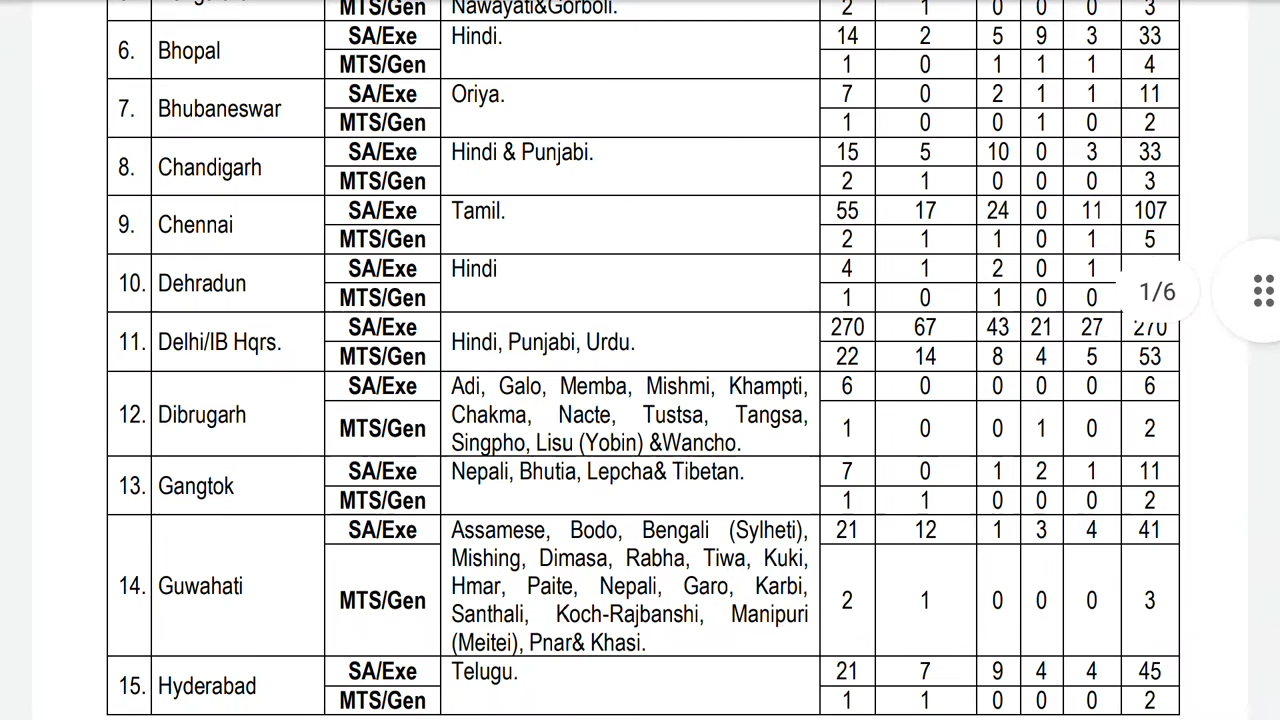 MTS/Gen Nawayati&Gorboli. 2 1 0 0 0 3
6. Bhopal SA/Exe Hindi. 14 2 5 9 3 33
MTS/Gen 1 0 1 1 1 4
7. Bhubaneswar SA/Exe Oriya. 7 0 2 1 1 11
MTS/Gen 1 0 0 1 0 2
8. Chandigarh SA/Exe Hindi & Punjabi. 15 5 10 0 3 33
MTS/Gen 2 1 0 0 0 3
9. Chennai SA/Exe Tamil. 55 17 24 0 11 107
MTS/Gen 2 1 1 0 1 5
10. Dehradun SA/Exe Hindi 4 1 2 0 1
MTS/Gen 1 0 1 0 0
1/6
11. Delhi/IB Hqrs. SA/Exe Hindi, Punjabi, Urdu. 270 67 43 21 27 270
MTS/Gen 22 14 8 4 5 53
12. Dibrugarh SA/Exe Adi, Galo, Memba, Mishmi, Khampti, 6 0 0 0 0 6
MTS/Gen Chakma, Nacte, Tustsa, Tangsa, 1 0 0 1 0 2
Singpho, Lisu (Yobin) &Wancho.
13. Gangtok SA/Exe Nepali, Bhutia, Lepcha& Tibetan. 7 0 1 2 1 11
MTS/Gen 1 1 0 0 0 2
14. Guwahati SA/Exe Assamese, Bodo, Bengali (Sylheti), 21 12 1 3 4 41
Mishing, Dimasa, Rabha, Tiwa, Kuki,
MTS/Gen Hmar, Paite, Nepali, Garo, Karbi, 2 1 0 0 0 3
Santhali, Koch-Rajbanshi, Manipuri
(Meitei), Pnar& Khasi.
15. Hyderabad SA/Exe Telugu. 21 7 9 4 4 45
MTS/Gen 1 1 0 0 0 2